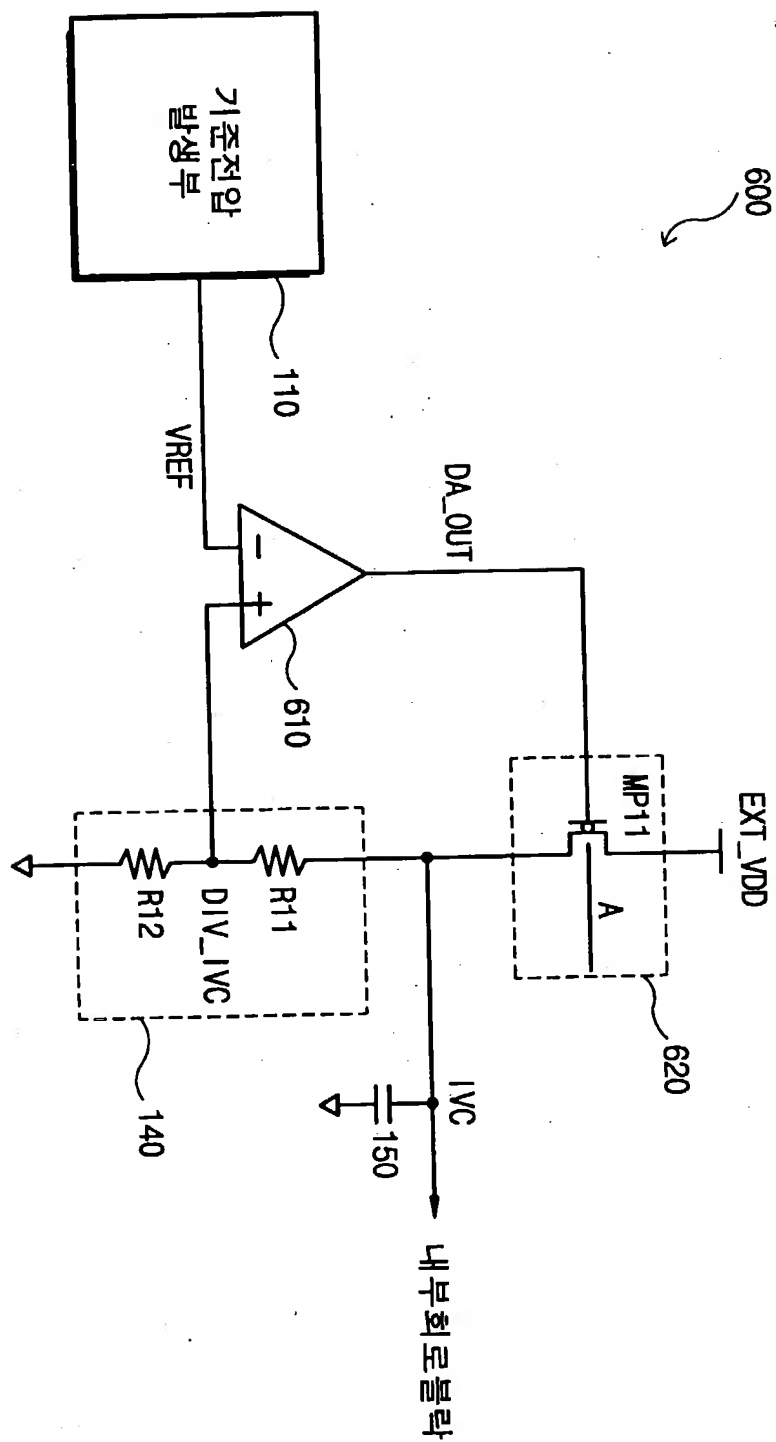 600
기준전압
발생부
110
VREF
DA_OUT
610
EXT_VDD
MP11
A
620
R11
DIV_IVC
R12
140
IVC
150
내부회로블락
-
+